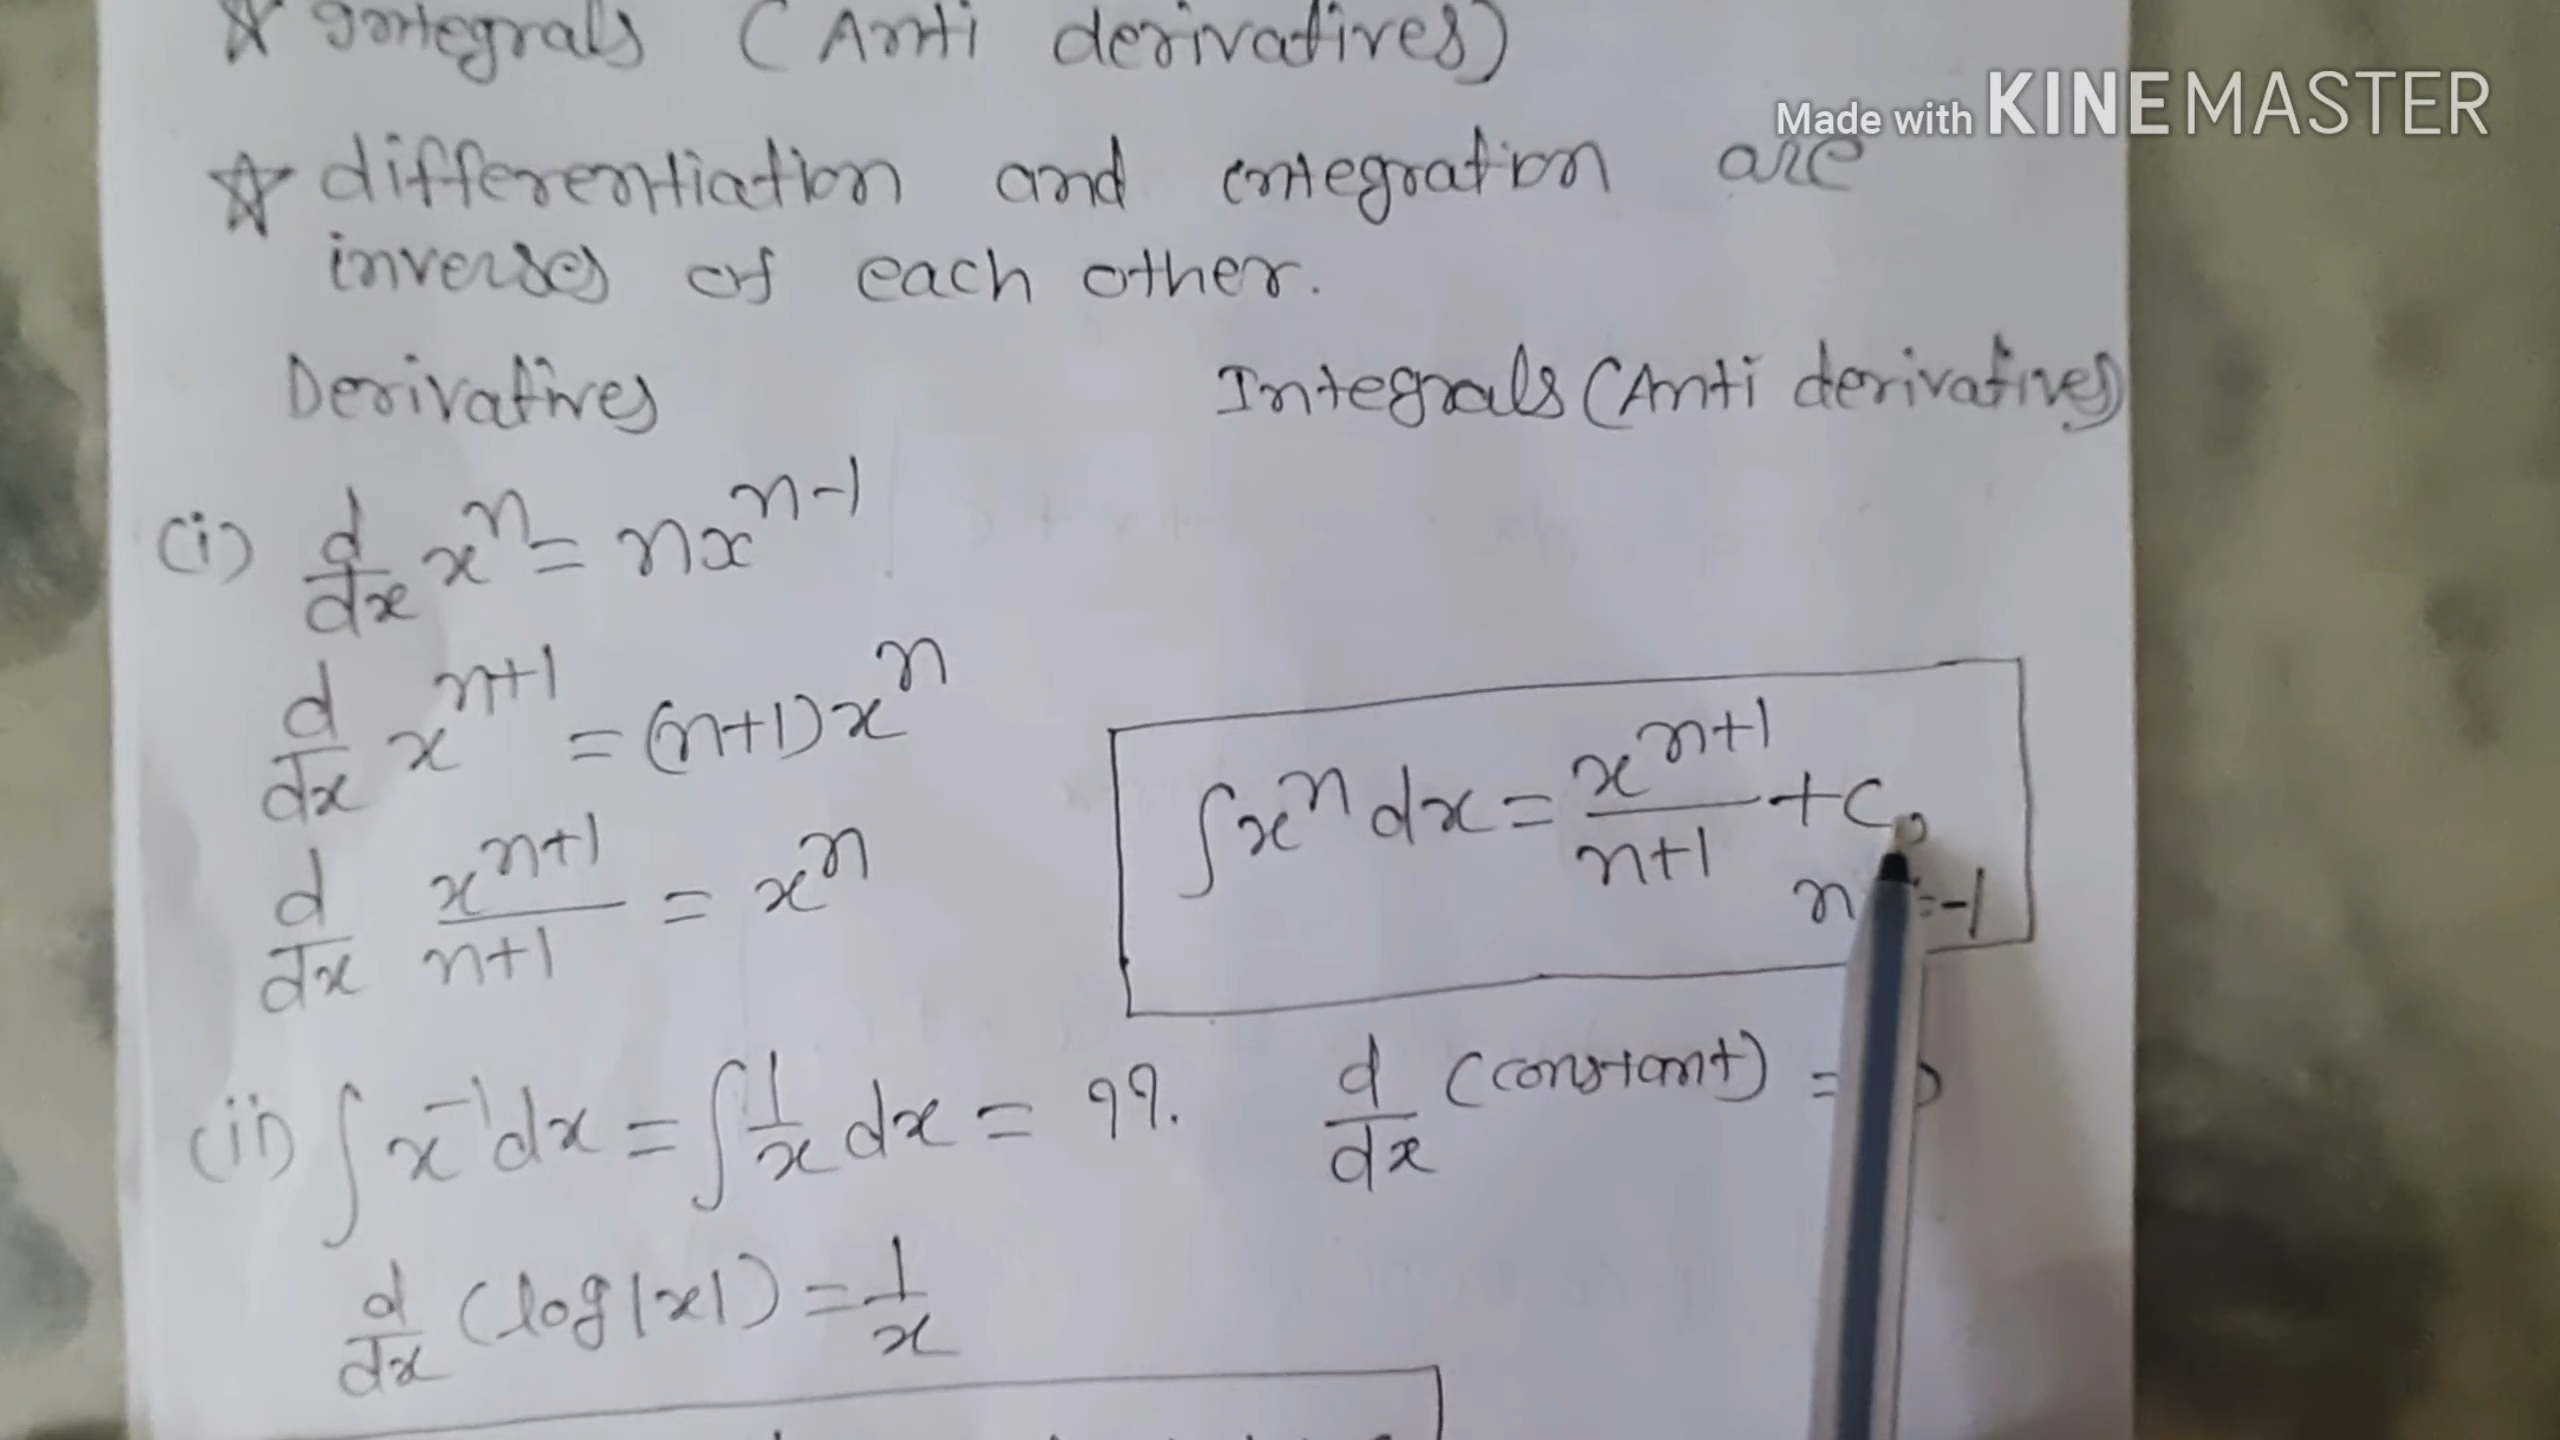 ☆ Integrals (Anti derivatives)
Made with KINEMASTER
☆ differentiation and integration are
inverses of each other.
Derivatives Integrals (Anti derivatives)
(i) d/dx x^n = nx^{n-1}
d/dx x^{n+1} = (n+1)x^n
d/dx x^{n+1}/n+1 = x^n
∫x^n dx = x^{n+1}/n+1 + c,
n =-1
(ii) ∫x^{-1} dx = ∫1/x dx = ??. d/dx (constant) =
d/dx (log|x|) = 1/x